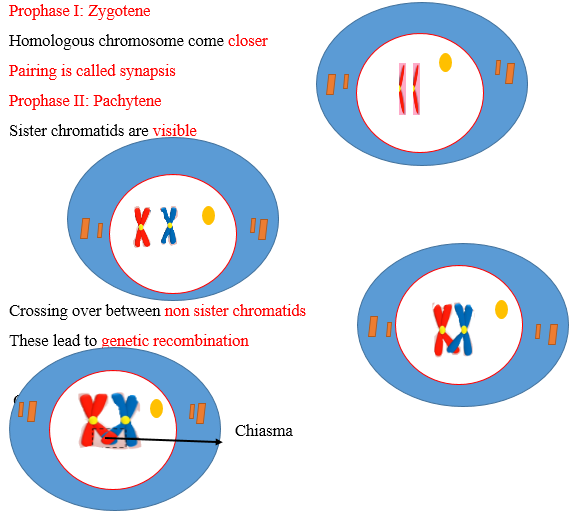 Prophase I: Zygotene
Homologous chromosome come closer
Pairing is called synapsis
Prophase II: Pachytene
Sister chromatids are visible
Crossing over between non sister chromatids
These lead to genetic recombination
Chiasma